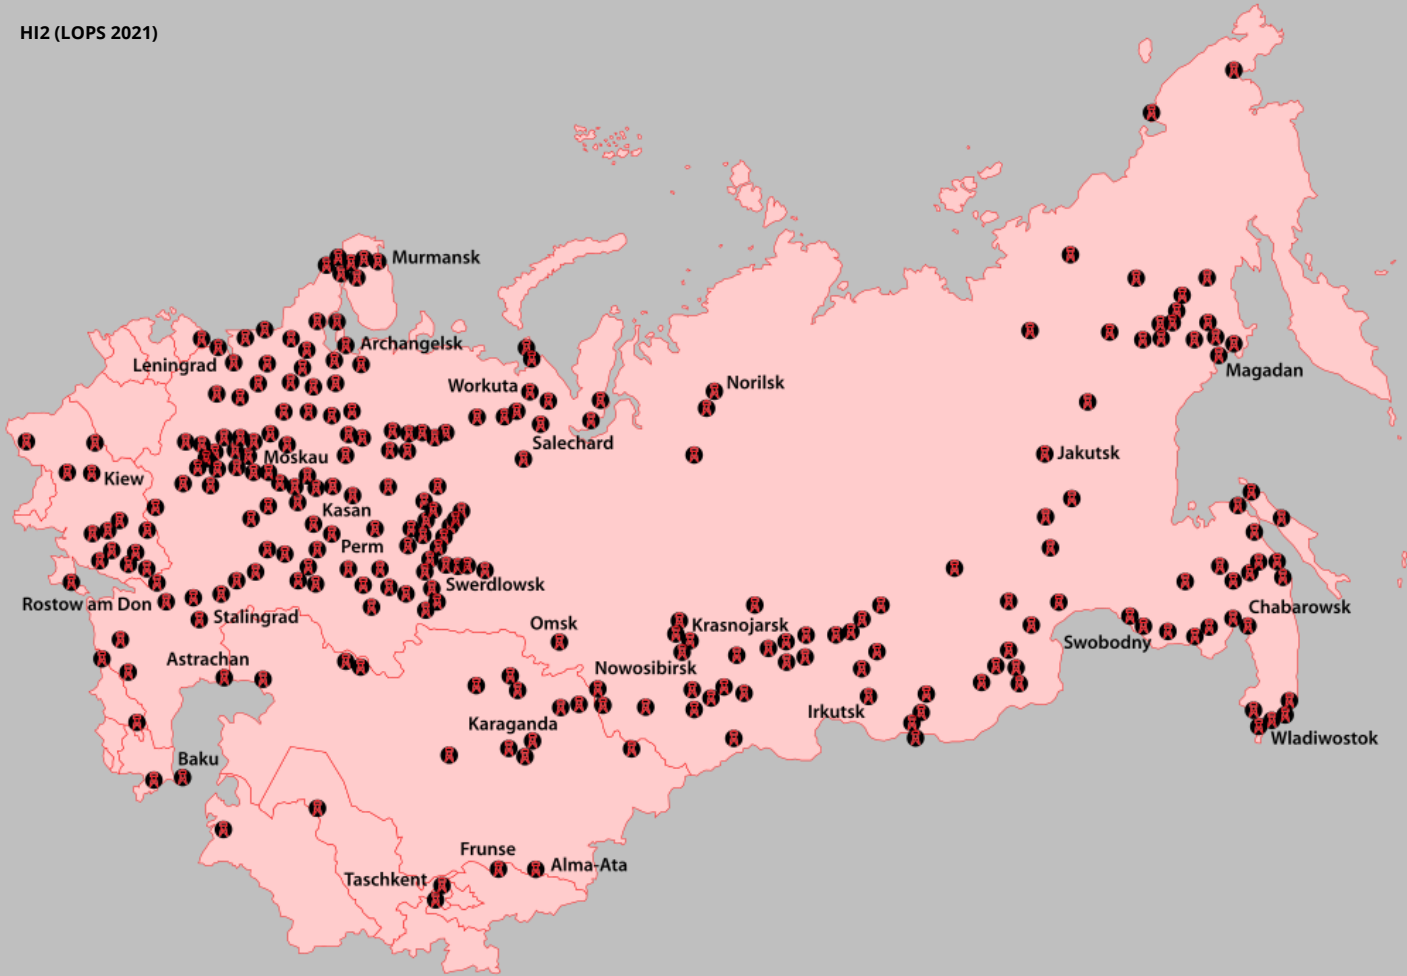 HI2 (LOPS 2021)
Murmansk
Archangelsk
Leningrad
Workuta
Norilsk
Magadan
Salechard
Moskau
Jakutsk
Kiew
Kasan
Perm
Swerdlowsk
Rostow am Don
Stalingrad
Omsk
Krasnojarsk
Chabarowsk
Swobodny
Astrachan
Nowosibirsk
Irkutsk
Karaganda
Wladiwostok
Baku
Frunse
Alma-Ata
Taschkent